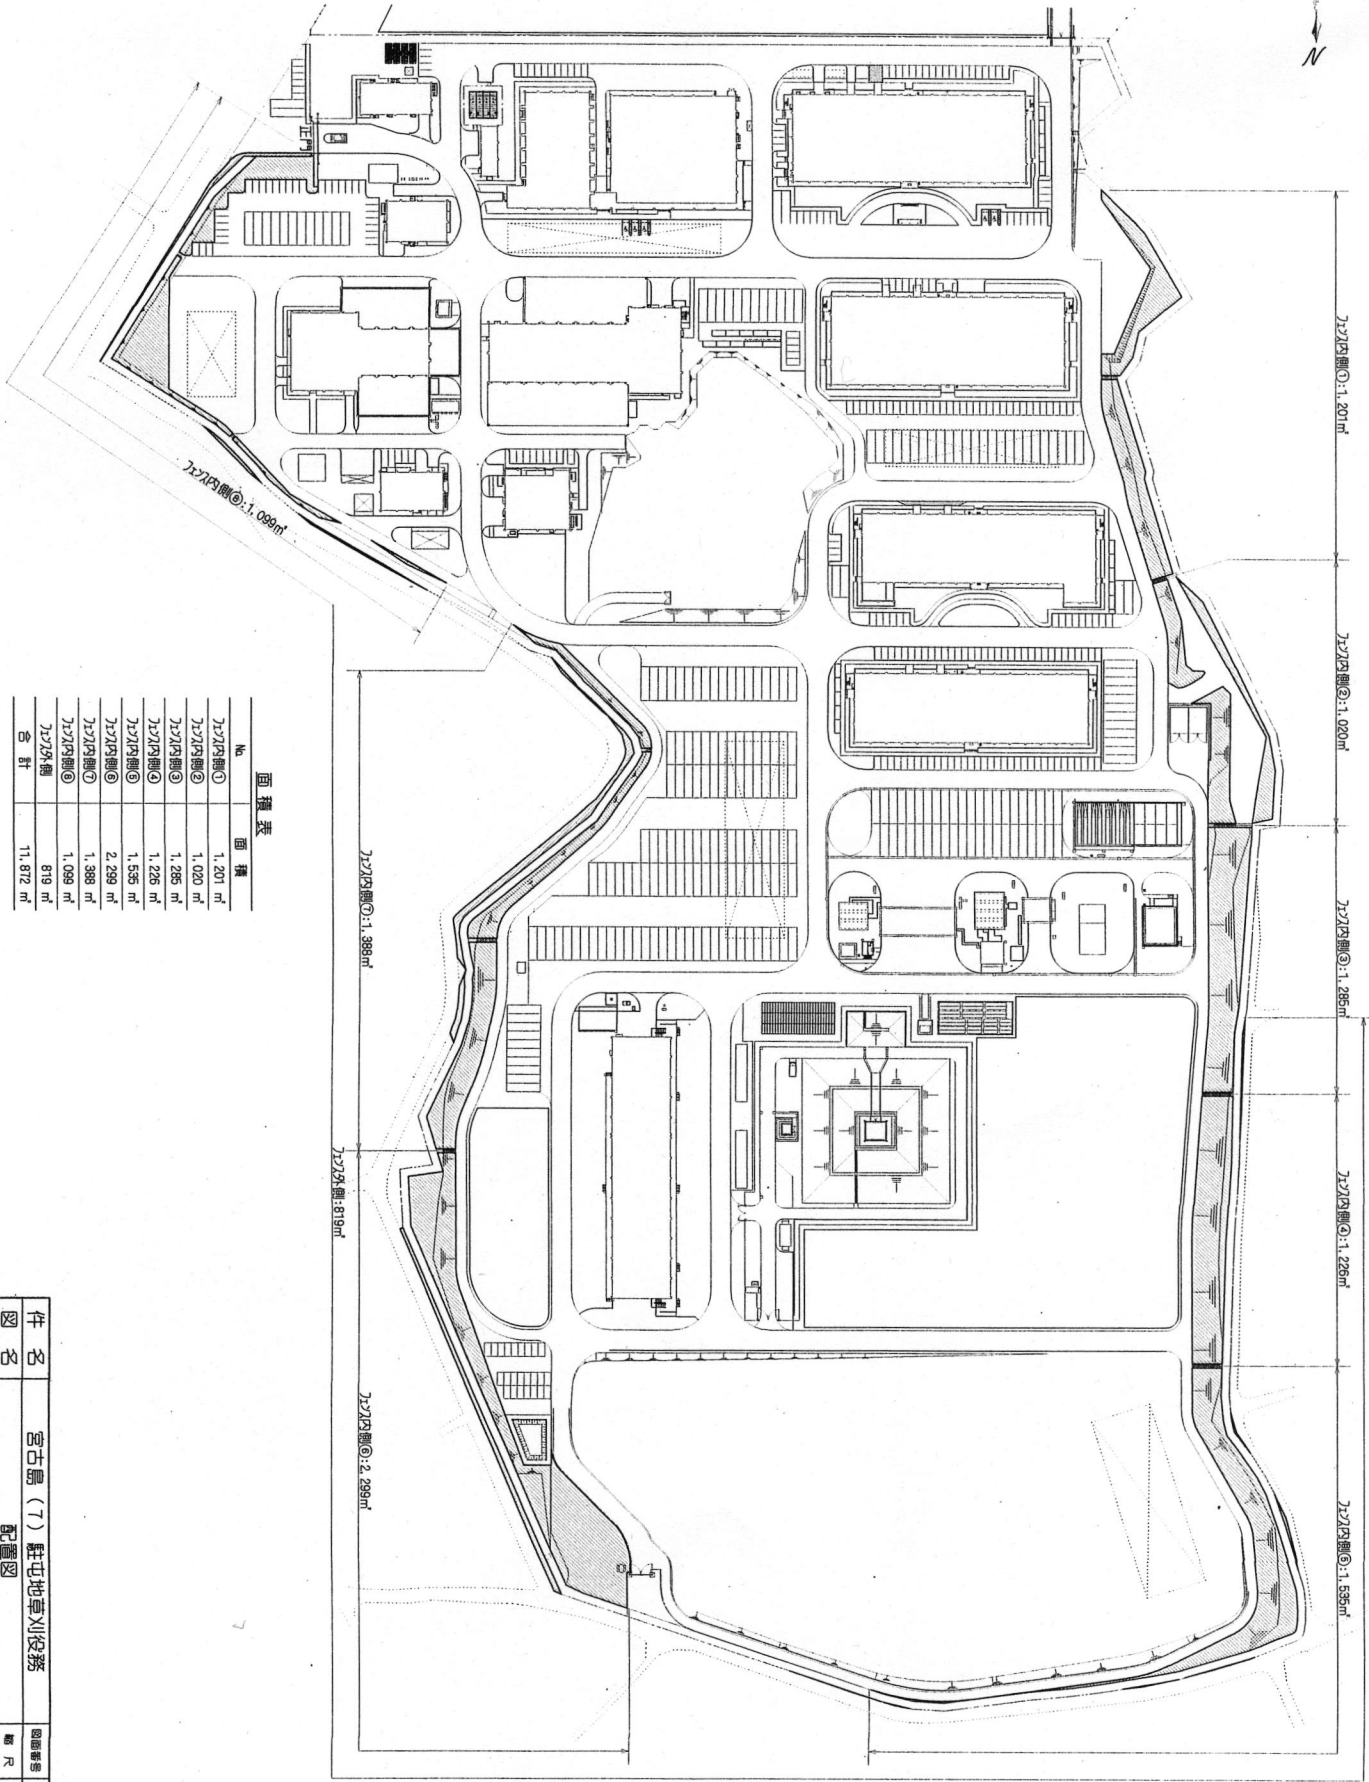 N
正門
フェンス内側①:1,201㎡
フェンス内側②:1,020㎡
フェンス内側③:1,285㎡
フェンス内側④:1,226㎡
フェンス内側⑤:1,535㎡
フェンス内側⑥:2,299㎡
フェンス内側⑦:1,388㎡
フェンス内側⑧:1,099㎡
フェンス外側:819㎡
面積表
No. 面積
フェンス内側① 1,201 ㎡
フェンス内側② 1,020 ㎡
フェンス内側③ 1,285 ㎡
フェンス内側④ 1,226 ㎡
フェンス内側⑤ 1,535 ㎡
フェンス内側⑥ 2,299 ㎡
フェンス内側⑦ 1,388 ㎡
フェンス内側⑧ 1,099 ㎡
フェンス外側 819 ㎡
合計 11,872 ㎡
件名 宮古島(T)駐屯地草刈役務 図面番号
図名 配置図 縮尺